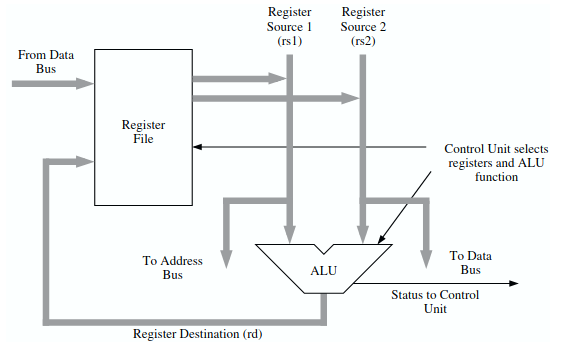 Register
Source 1
(rs1)
Register
Source 2
(rs2)
From Data
Bus
Register
File
Control Unit selects
registers and ALU
function
To Address
Bus
ALU
To Data
Bus
Status to Control
Unit
Register Destination (rd)